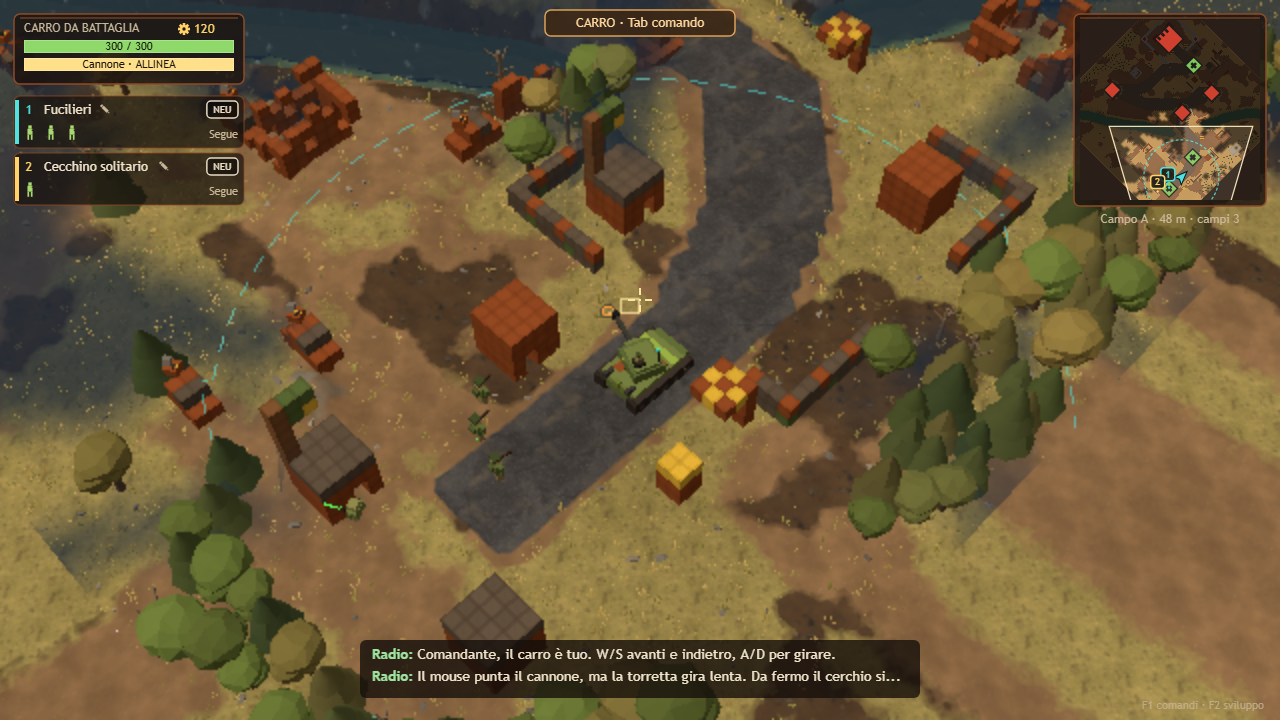 CARRO DA BATTAGLIA 120
300 / 300
Cannone · ALLINEA
1 Fucilieri NEU
Segue
2 Cecchino solitario NEU
Segue
CARRO · Tab comando
1
2
Campo A · 48 m · campi 3
Radio: Comandante, il carro è tuo. W/S avanti e indietro, A/D per girare.
Radio: Il mouse punta il cannone, ma la torretta gira lenta. Da fermo il cerchio si...
F1 comandi · F2 sviluppo